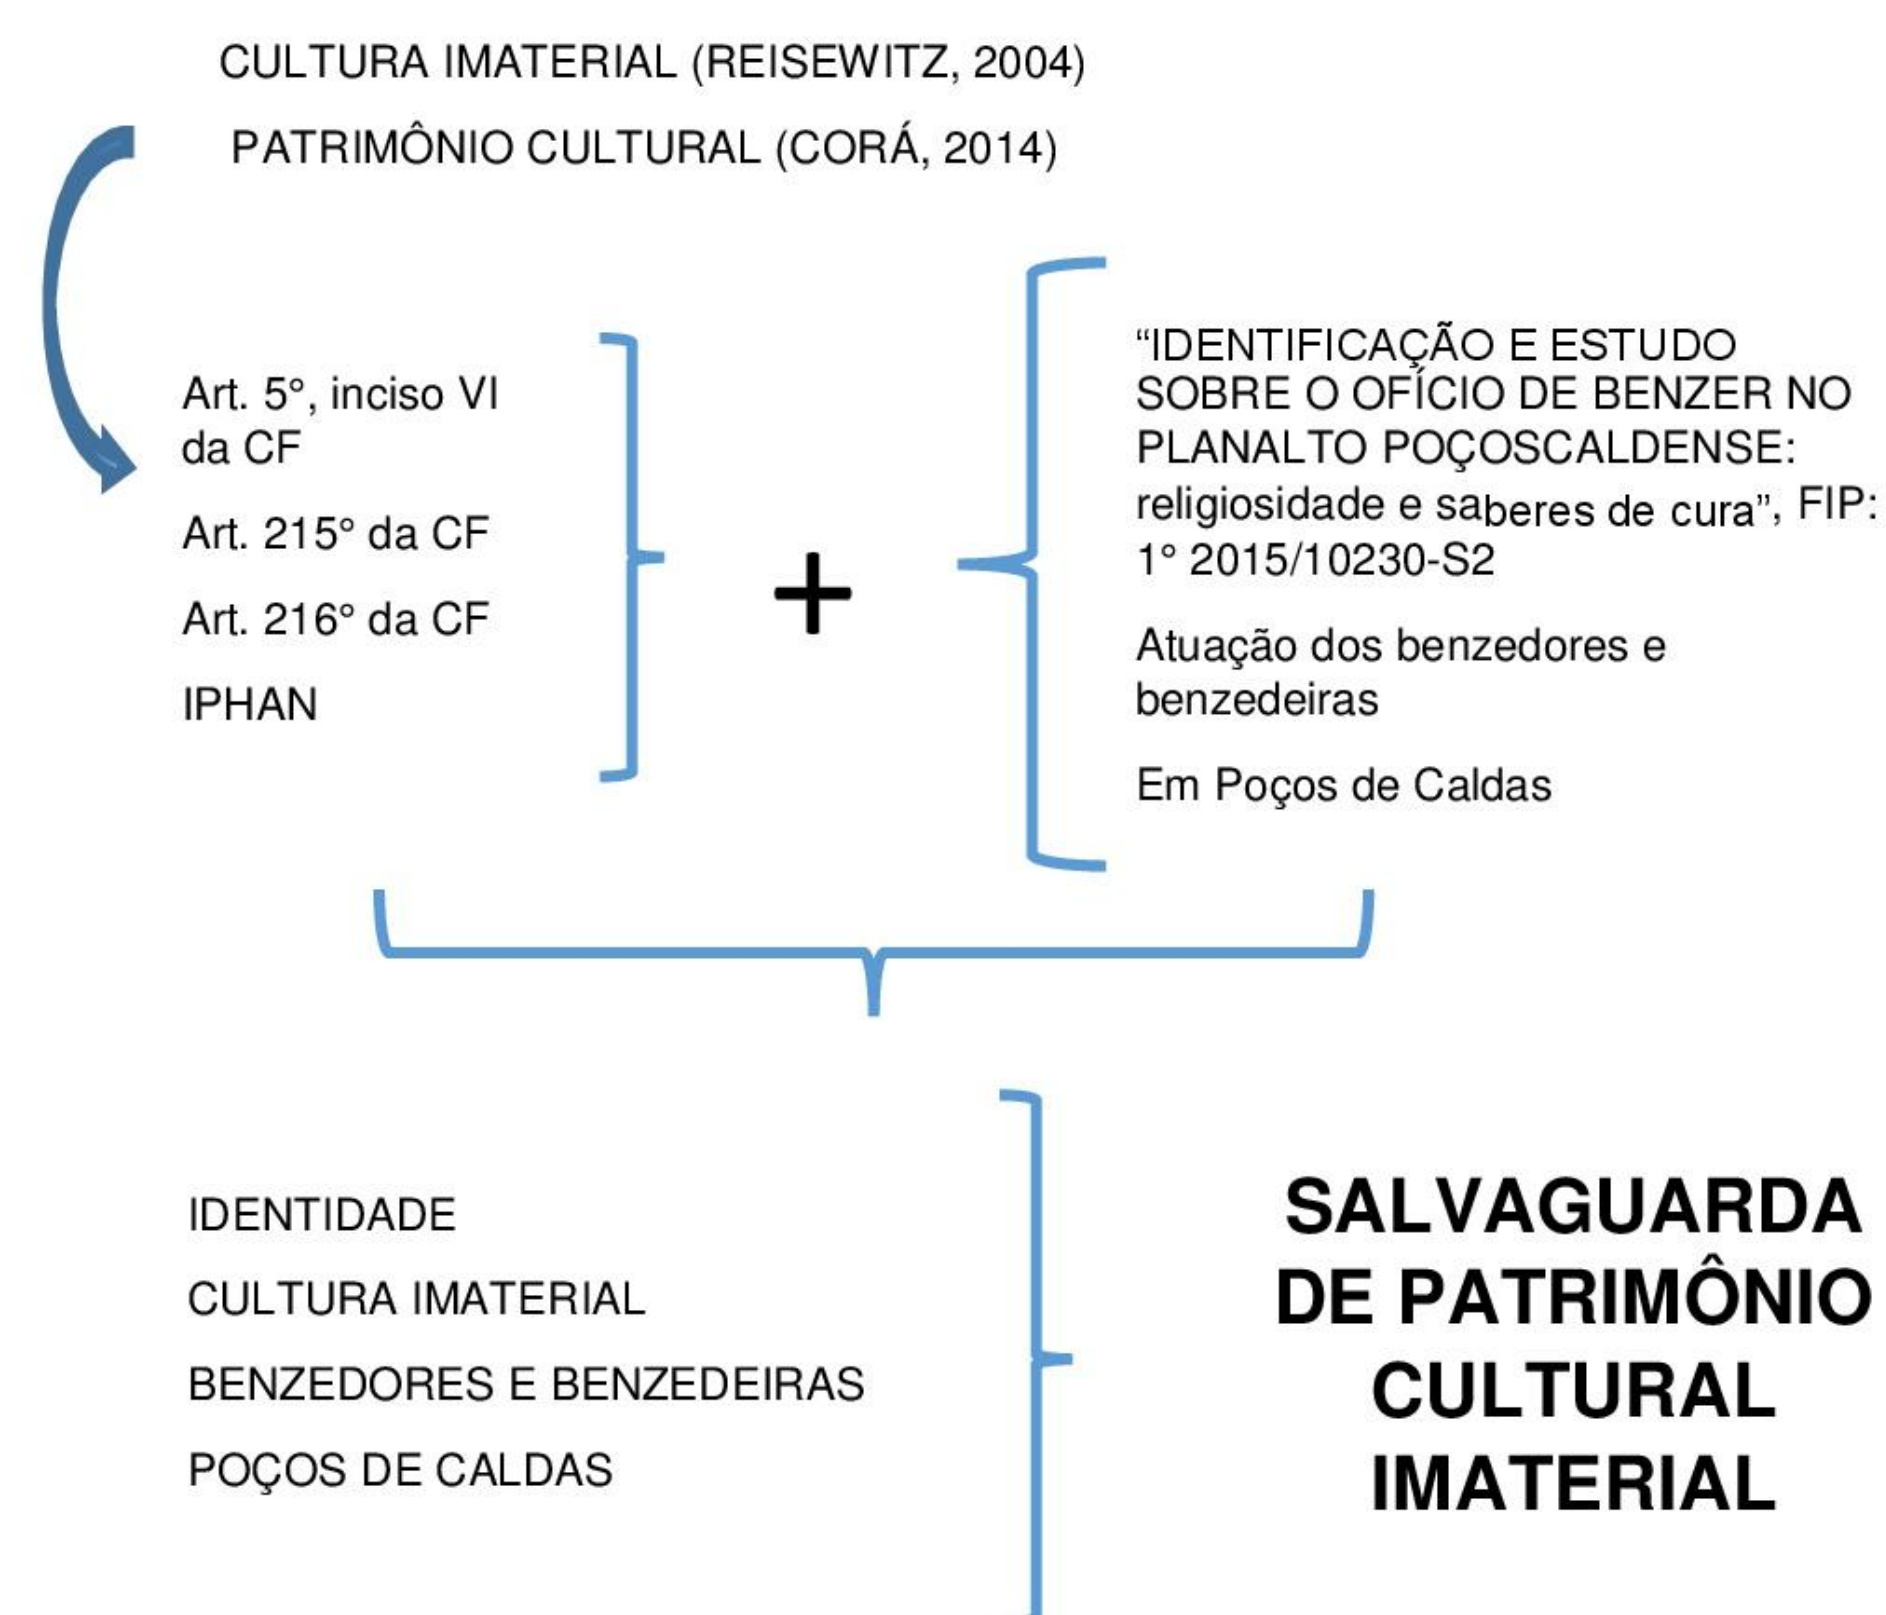 CULTURA IMATERIAL (REISEWITZ, 2004)
PATRIMÔNIO CULTURAL (CORÁ, 2014)
Art. 5°, inciso VI
da CF
Art. 215° da CF
Art. 216° da CF
IPHAN
+
“IDENTIFICAÇÃO E ESTUDO
SOBRE O OFÍCIO DE BENZER NO
PLANALTO POÇOSCALDENSE:
religiosidade e saberes de cura”, FIP:
1° 2015/10230-S2
Atuação dos benzedores e
benzedeiras
Em Poços de Caldas
IDENTIDADE
CULTURA IMATERIAL
BENZEDORES E BENZEDEIRAS
POÇOS DE CALDAS
SALVAGUARDA
DE PATRIMÔNIO
CULTURAL
IMATERIAL